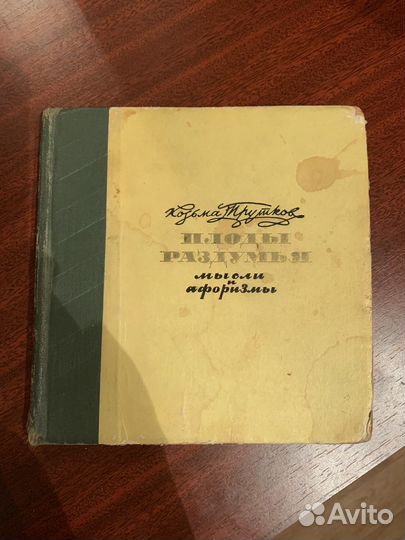 Козьма Прутков
ПЛОДЫ
РАЗДУМЬЯ
мысли
и
афоризмы
Avito